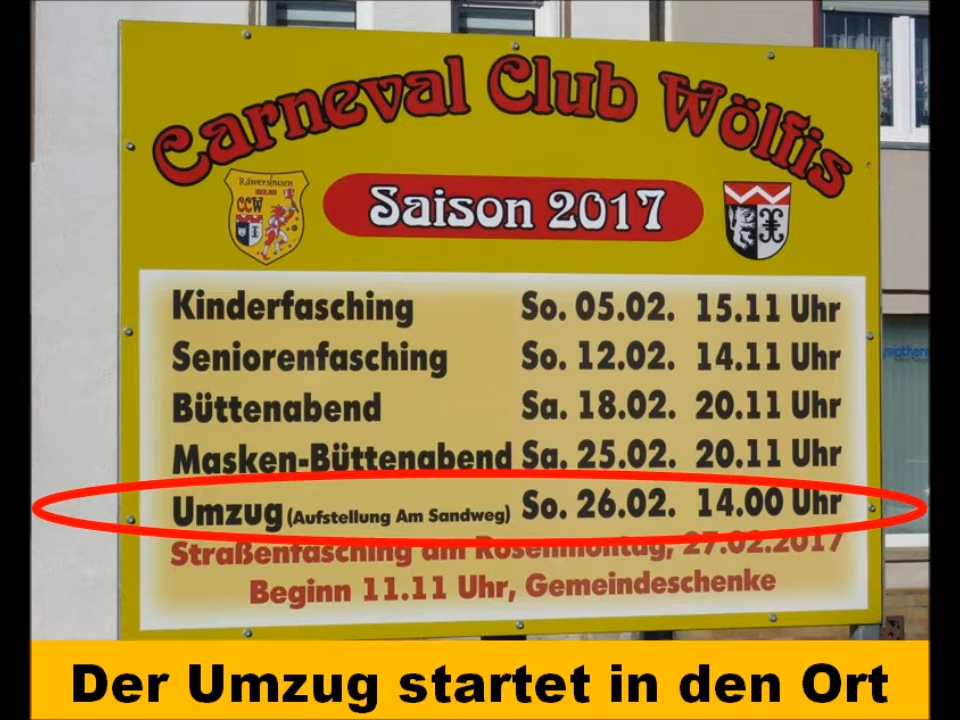 Carneval Club Wölfis
Räwershusen
CCW
Saison 2017
Kinderfasching So. 05.02. 15.11 Uhr
Seniorenfasching So. 12.02. 14.11 Uhr
Büttenabend Sa. 18.02. 20.11 Uhr
Masken-Büttenabend Sa. 25.02. 20.11 Uhr
Umzug (Aufstellung Am Sandweg) So. 26.02. 14.00 Uhr
Straßenfasching am Rosenmontag, 27.02.2017
Beginn 11.11 Uhr, Gemeindeschenke
Der Umzug startet in den Ort